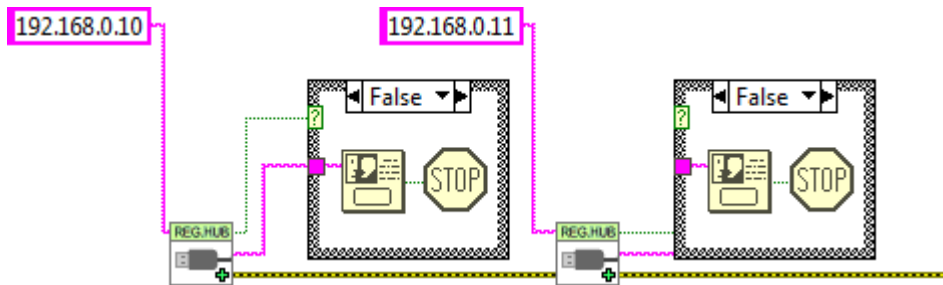 192.168.0.10
192.168.0.11
False
False
?
?
STOP
STOP
REG.HUB
REG.HUB